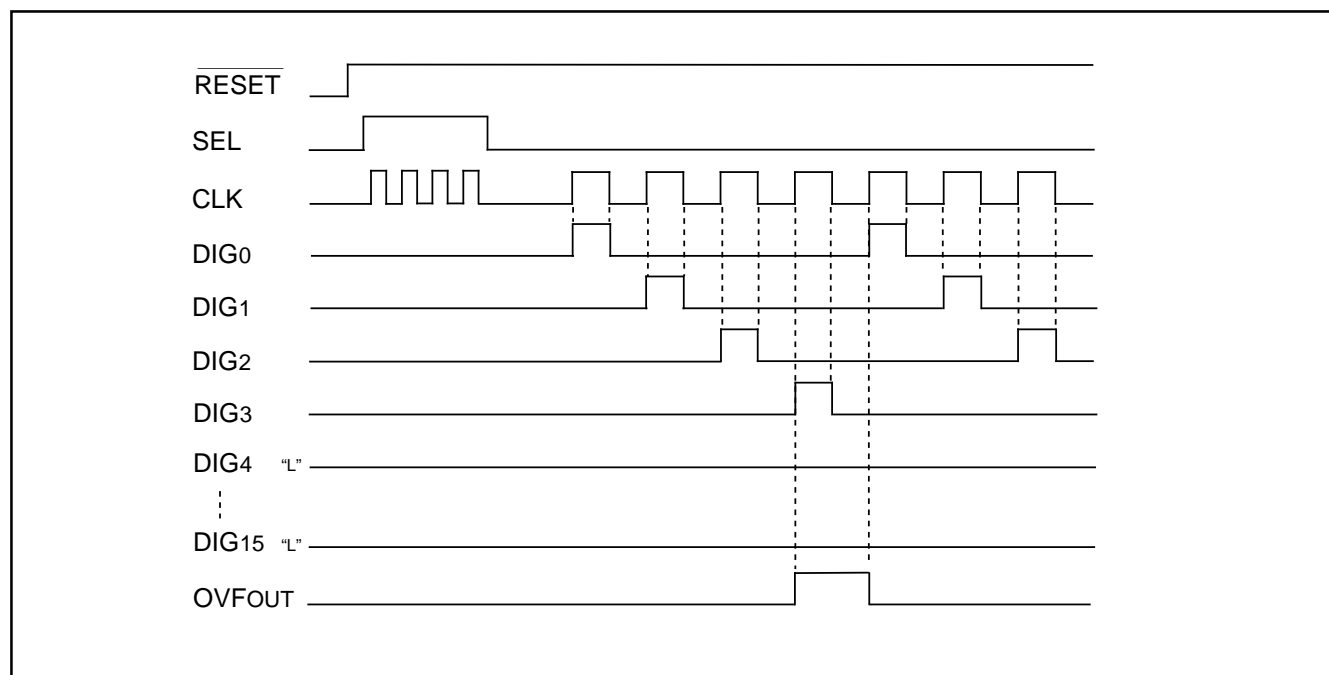 RESET
SEL
CLK
DIG0
DIG1
DIG2
DIG3
DIG4 “L”
DIG15 “L”
OVFOUT